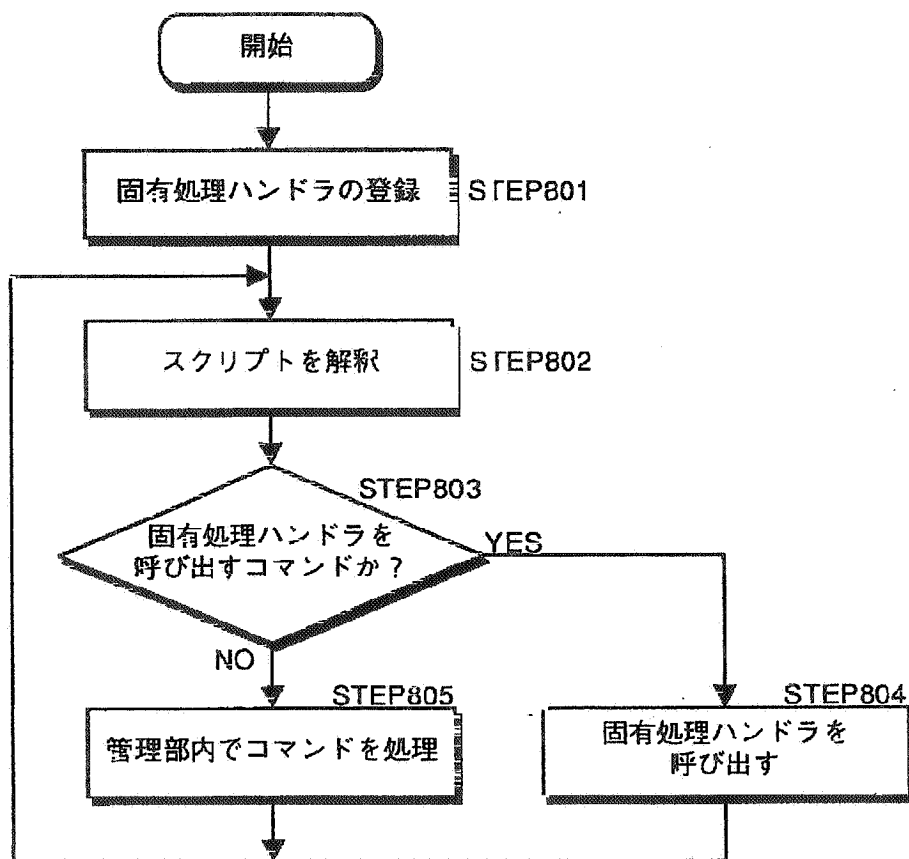 開始
固有処理ハンドラの登録
STEP801
スクリプトを解釈
STEP802
STEP803
固有処理ハンドラを
呼び出すコマンドか？
YES
NO
STEP805
管理部内でコマンドを処理
STEP804
固有処理ハンドラを
呼び出す